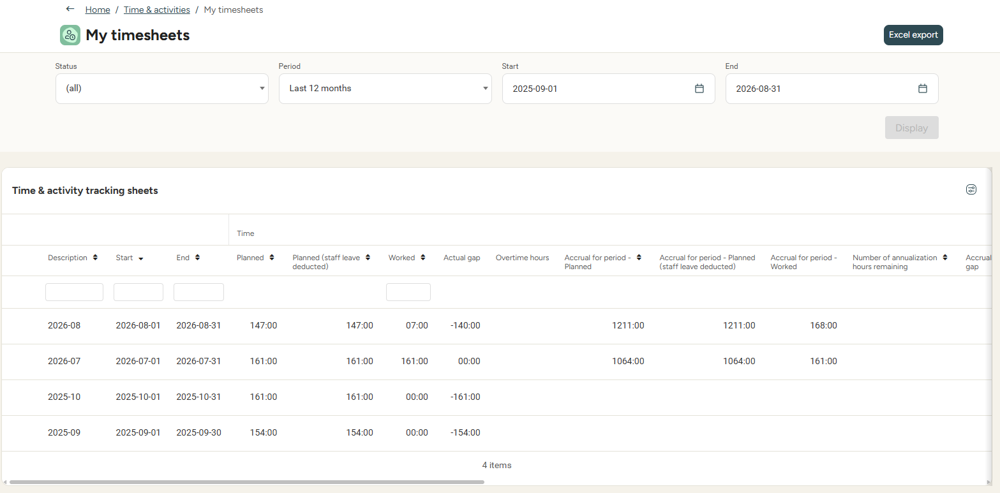 ← Home / Time & activities / My timesheets
My timesheets
Excel export
Status Period Start End
(all) Last 12 months 2025-09-01 2026-08-31
Display
Time & activity tracking sheets
Time
Description Start End Planned Planned (staff leave deducted) Worked Actual gap Overtime hours Accrual for period - Planned Accrual for period - Planned (staff leave deducted) Accrual for period - Worked Number of annualization hours remaining Accrual gap
2026-08 2026-08-01 2026-08-31 147:00 147:00 07:00 -140:00 1211:00 1211:00 168:00
2026-07 2026-07-01 2026-07-31 161:00 161:00 161:00 00:00 1064:00 1064:00 161:00
2025-10 2025-10-01 2025-10-31 161:00 161:00 00:00 -161:00
2025-09 2025-09-01 2025-09-30 154:00 154:00 00:00 -154:00
4 items